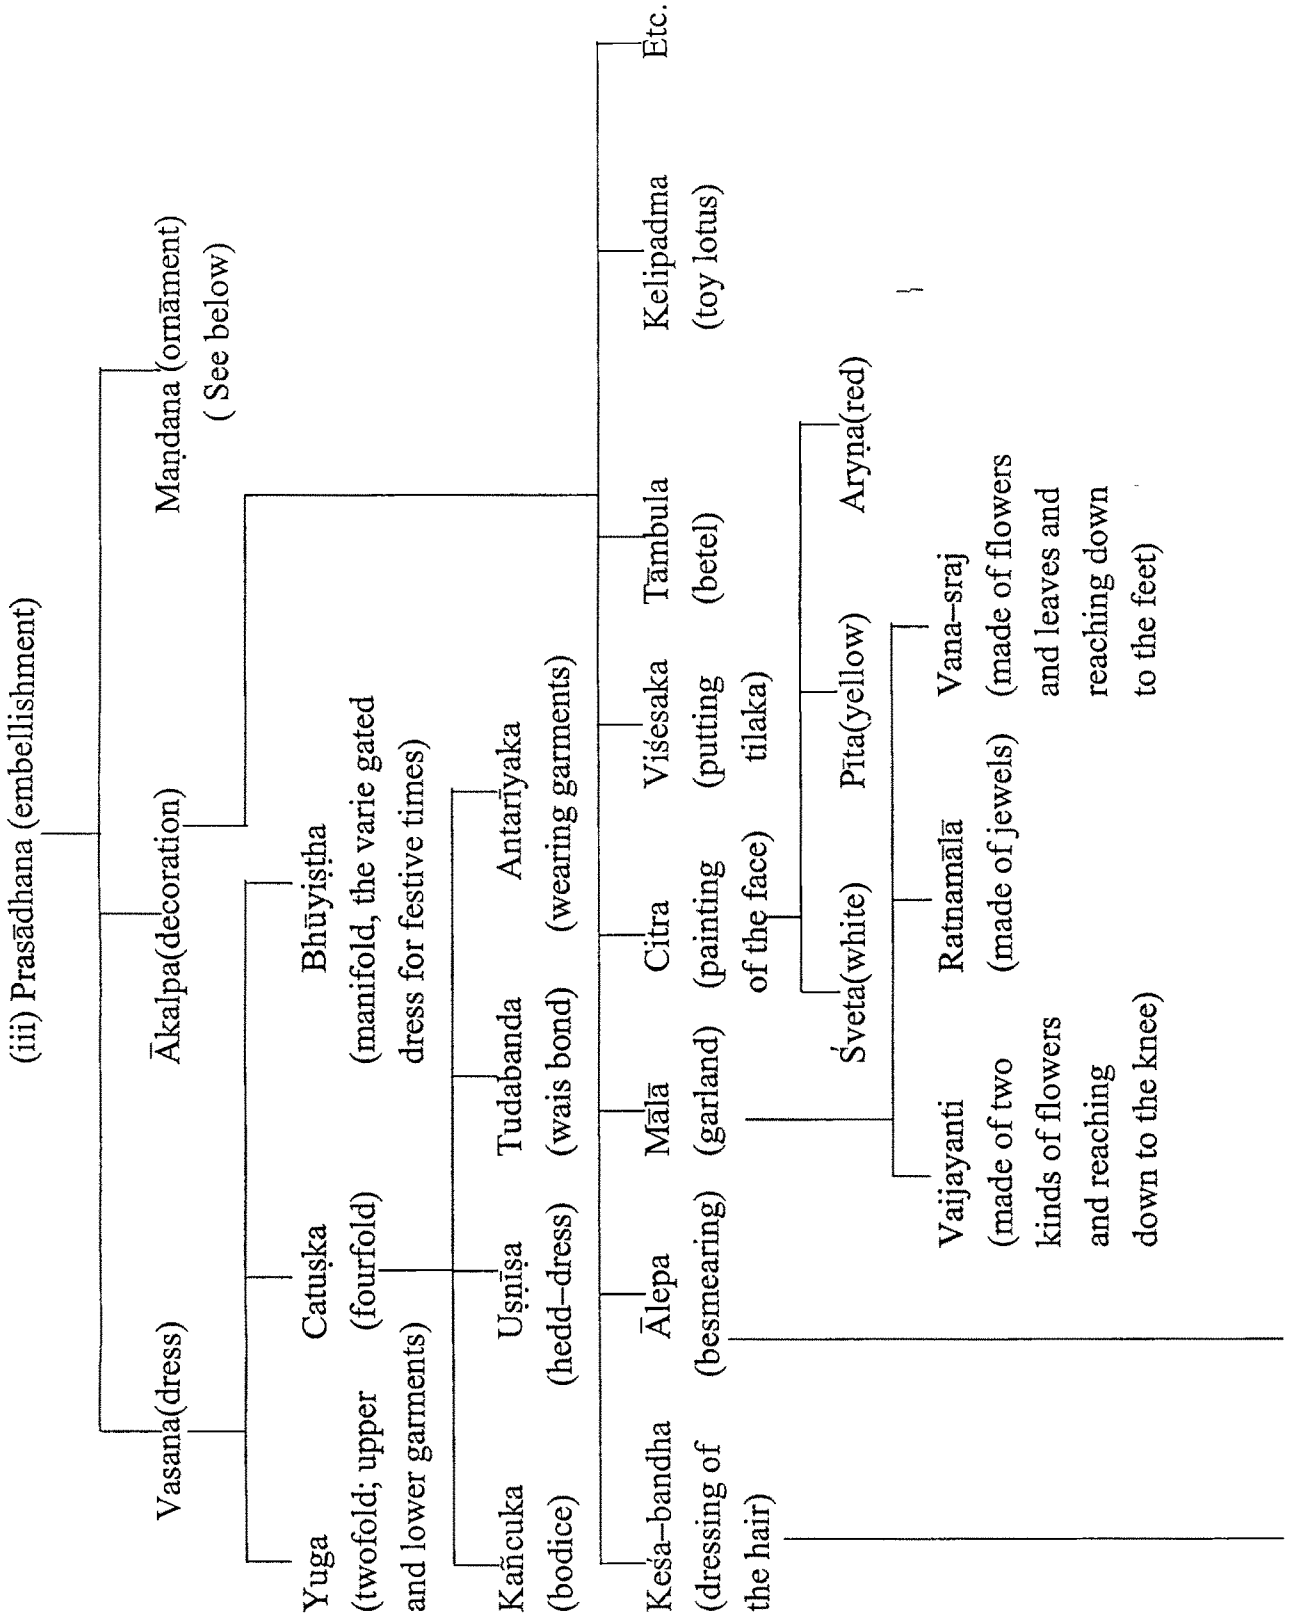 (iii) Prasādhana (embellishment)
Vasana(dress)
Ākalpa(decoration)
Maṇdana (ornāment)
( See below)
Yuga
(twofold; upper
and lower garments)
Catuṣka
(fourfold)
Bhūyiṣtha
(manifold, the varie gated
dress for festive times)
Kañcuka
(bodice)
Uṣṇīṣa
(hedd–dress)
Tudabanda
(wais bond)
Antarīyaka
(wearing garments)
Keśa–bandha
(dressing of
the hair)
Ālepa
(besmearing)
Mālā
(garland)
Citra
(painting
of the face)
Viśesaka
(putting
tilaka)
Tāmbula
(betel)
Kelipadma
(toy lotus)
Etc.
Śveta(white)
Pīta(yellow)
Aryṇa(red)
Vaijayanti
(made of two
kinds of flowers
and reaching
down to the knee)
Ratnamālā
(made of jewels)
Vana–sraj
(made of flowers
and leaves and
reaching down
to the feet)